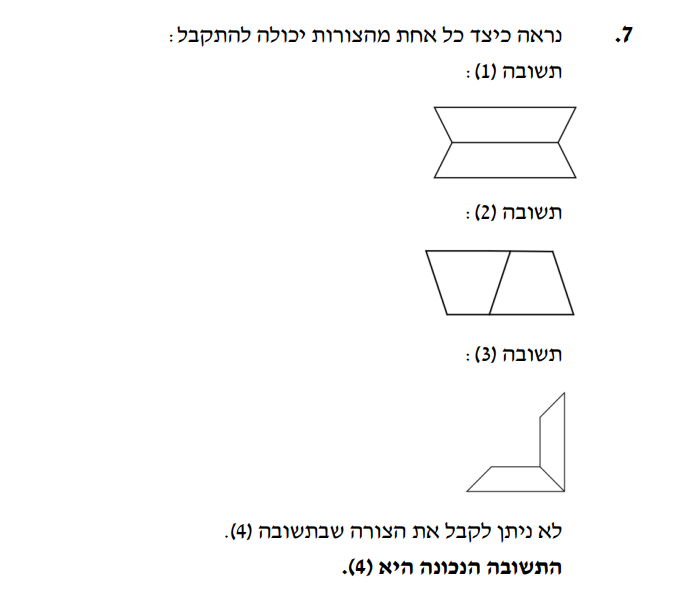 7. נראה כיצד כל אחת מהצורות יכולה להתקבל:
תשובה (1):
תשובה (2):
תשובה (3):
לא ניתן לקבל את הצורה שבתשובה (4).
התשובה הנכונה היא (4).